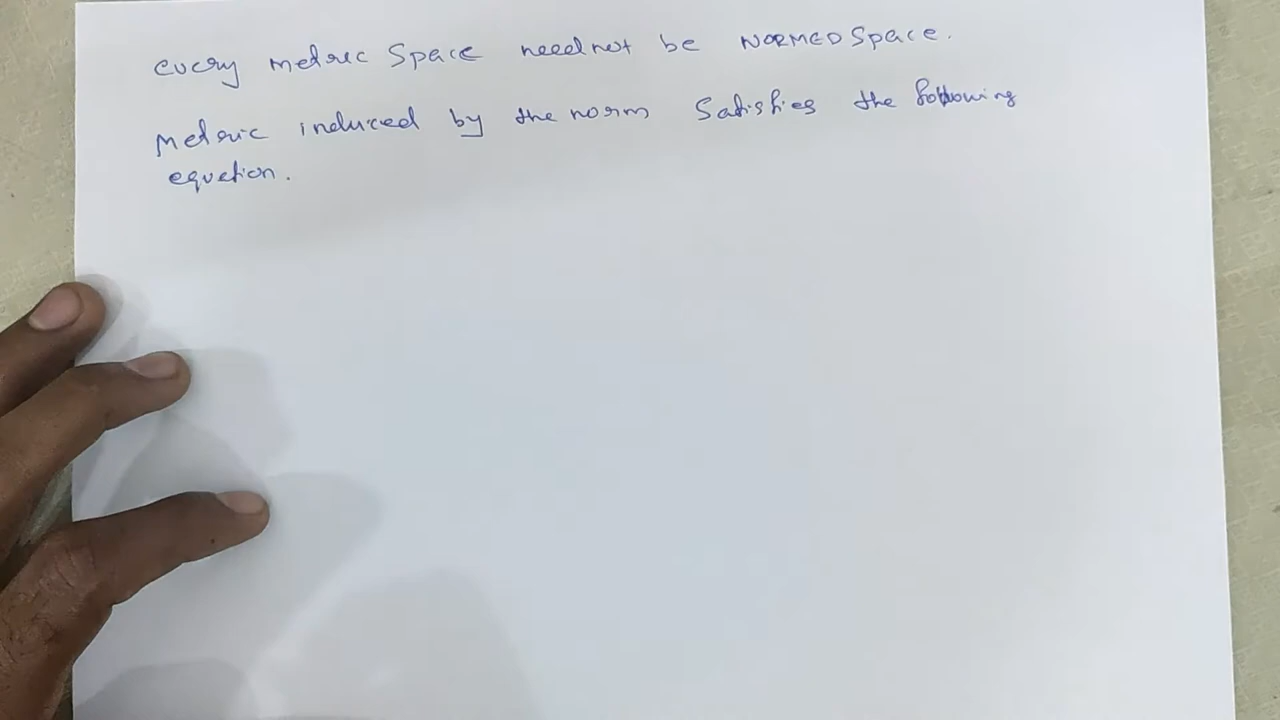 every metric Space neednot be NORMED Space.
Metric induced by the norm Satisfies the following
equation.